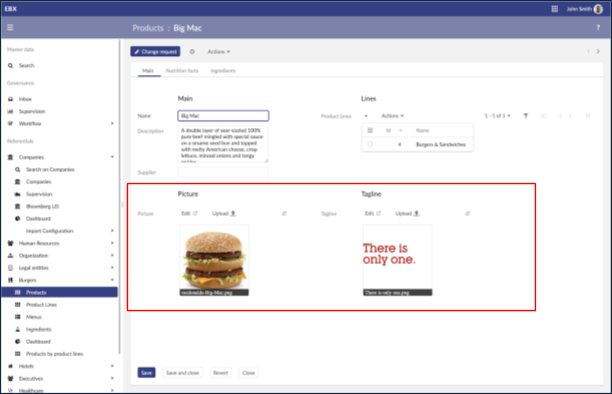 EBX
John Smith
Products : Big Mac
?
Master data
Search
Governance
Inbox
Supervision
Workflow
Referentials
Companies
Search on Companies
Companies
Supervision
Bloomberg LEI
Dashboard
Import Configuration
Human Resources
Organization
Legal entities
Burgers
Products
Product Lines
Menus
Ingredients
Dashboard
Products by product lines
Hotels
Executives
Healthcare
Change request
Actions
Main
Nutrition facts
Ingredients
Main
Name
Big Mac
Description
A double layer of sear-sizzled 100%
pure beef mingled with special sauce
on a sesame seed bun and topped
with melty American cheese, crisp
lettuce, minced onions and tangy
Supplier
Lines
Product Lines
+
Actions
1 - 1 of 1
Id
Name
4
Burgers & Sandwiches
Picture
Picture
Edit
Upload
mcdonalds-Big-Mac.png
Tagline
Tagline
Edit
Upload
There is
only one.
There is only one.png
Save
Save and close
Revert
Close